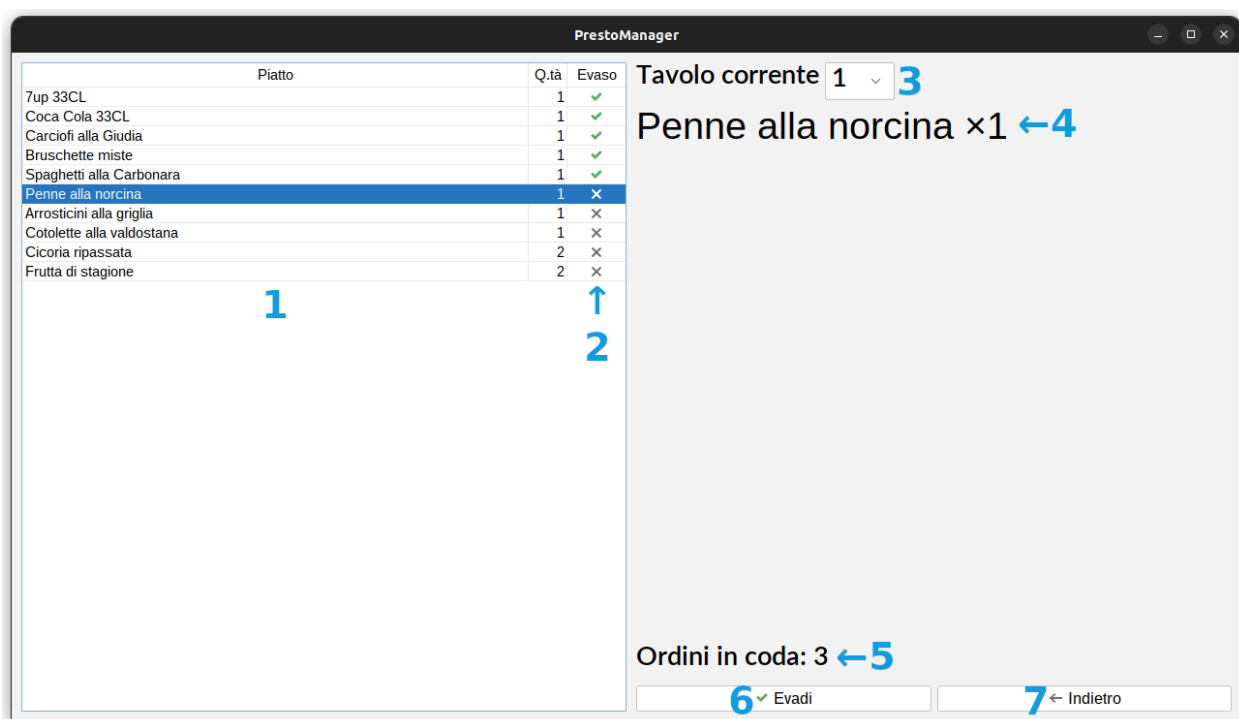 PrestoManager
Piatto Q.tà Evaso
7up 33CL 1
Coca Cola 33CL 1
Carciofi alla Giudia 1
Bruschette miste 1
Spaghetti alla Carbonara 1
Penne alla norcina 1
Arrosticini alla griglia 1
Cotolette alla valdostana 1
Cicoria ripassata 2
Frutta di stagione 2
1
2
Tavolo corrente 1 3
Penne alla norcina ×1 ←4
Ordini in coda: 3 ←5
6 Evadi 7 ← Indietro